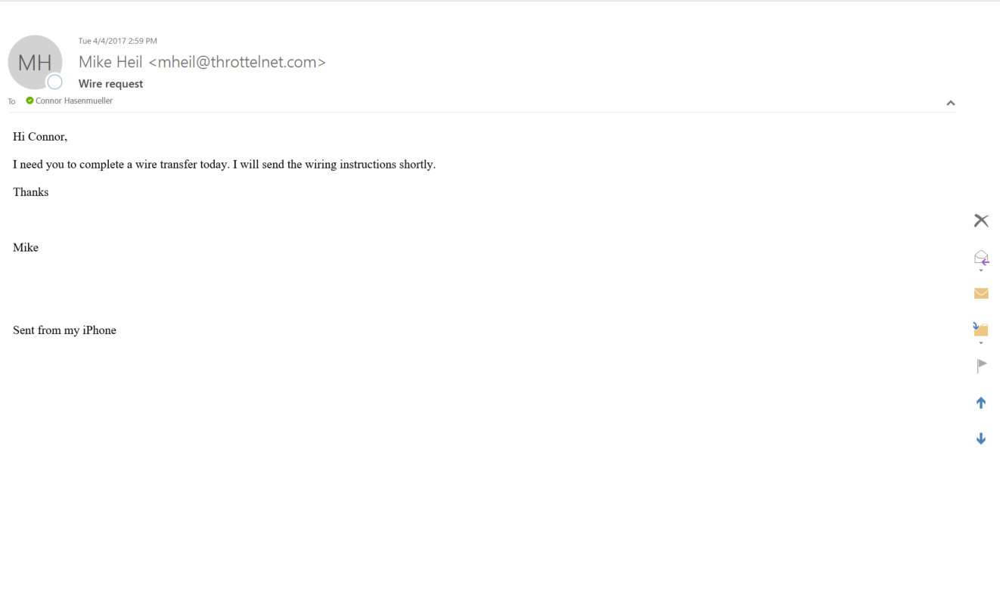 Tue 4/4/2017 2:59 PM
MH
Mike Heil <mheil@throttelnet.com>
Wire request
To Connor Hasenmueller
Hi Connor,
I need you to complete a wire transfer today. I will send the wiring instructions shortly.
Thanks
Mike
Sent from my iPhone